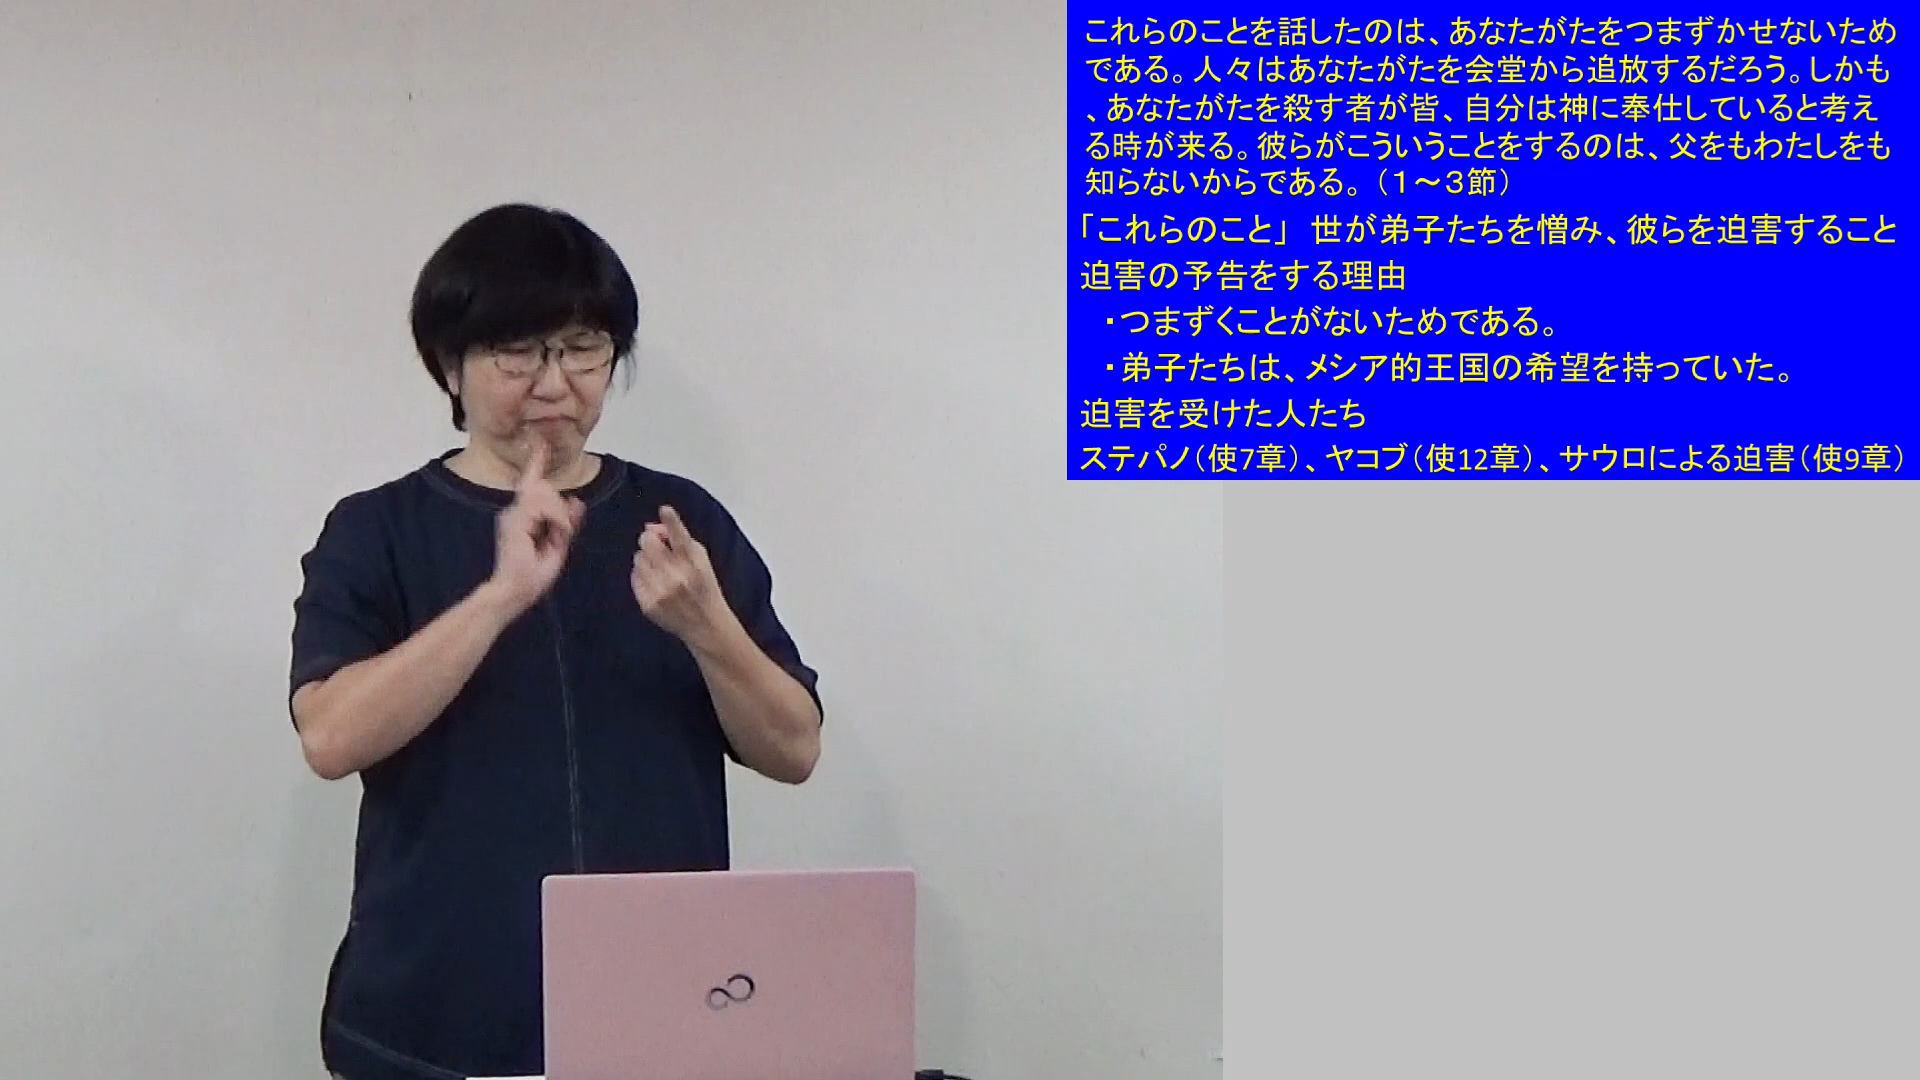 これらのことを話したのは、あなたがたをつまずかせないため
である。人々はあなたがたを会堂から追放するだろう。しかも
、あなたがたを殺す者が皆、自分は神に奉仕していると考え
る時が来る。彼らがこういうことをするのは、父をもわたしをも
知らないからである。（１～３節）
「これらのこと」　世が弟子たちを憎み、彼らを迫害すること
迫害の予告をする理由
・つまずくことがないためである。
・弟子たちは、メシア的王国の希望を持っていた。
迫害を受けた人たち
ステパノ（使7章）、ヤコブ（使12章）、サウロによる迫害（使9章）